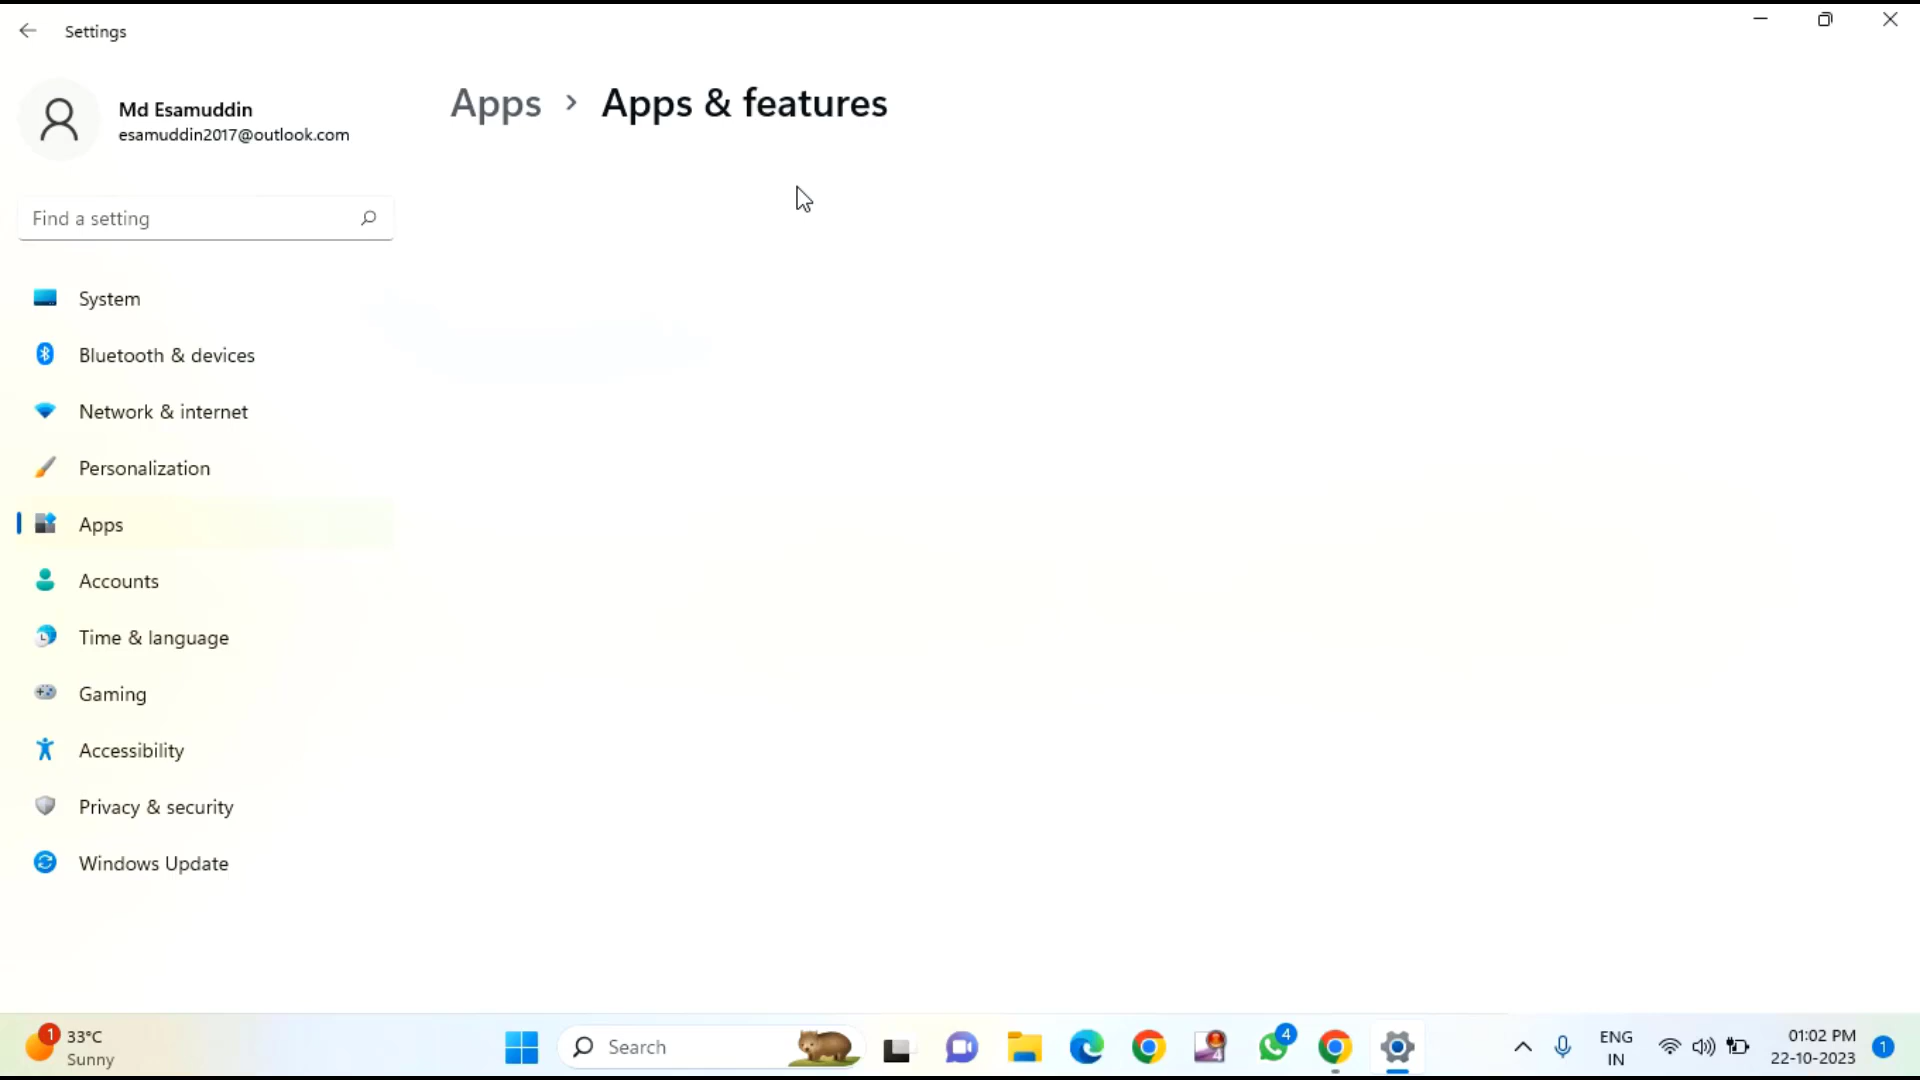 Settings
Md Esamuddin
esamuddin2017@outlook.com
Apps > Apps & features
Find a setting
System
Bluetooth & devices
Network & internet
Personalization
Apps
Accounts
Time & language
Gaming
Accessibility
Privacy & security
Windows Update
1
33°C
Sunny
Search
4
4
ENG
IN
01:02 PM
22-10-2023
1